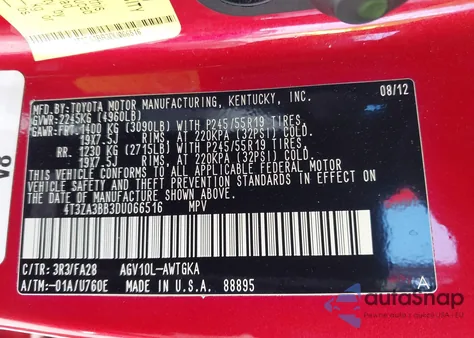 MFD.BY:TOYOTA MOTOR MANUFACTURING, KENTUCKY, INC.
GVWR-2245KG (4960LB) 08/12
GAWR-FRT. 1400 KG (3090LB) WITH P245/55R19 TIRES
19X7.5J RIMS, AT 220KPA (32PSI) COLD.
RR. 1230 KG (2715LB) WITH P245/55R19 TIRES
19X7.5J RIMS, AT 220KPA (32PSI) COLD.
THIS VEHICLE CONFORMS TO ALL APPLICABLE FEDERAL MOTOR
VEHICLE SAFETY AND THEFT PREVENTION STANDARDS IN EFFECT ON
THE DATE OF MANUFACTURE SHOWN ABOVE.
4T3ZA3BB3DU066516 MPV
C/TR: 3R3/FA28 AGV10L-AWTGKA
A/TM:-01A/U760E MADE IN U.S.A. 88895 A
V6
autosnap